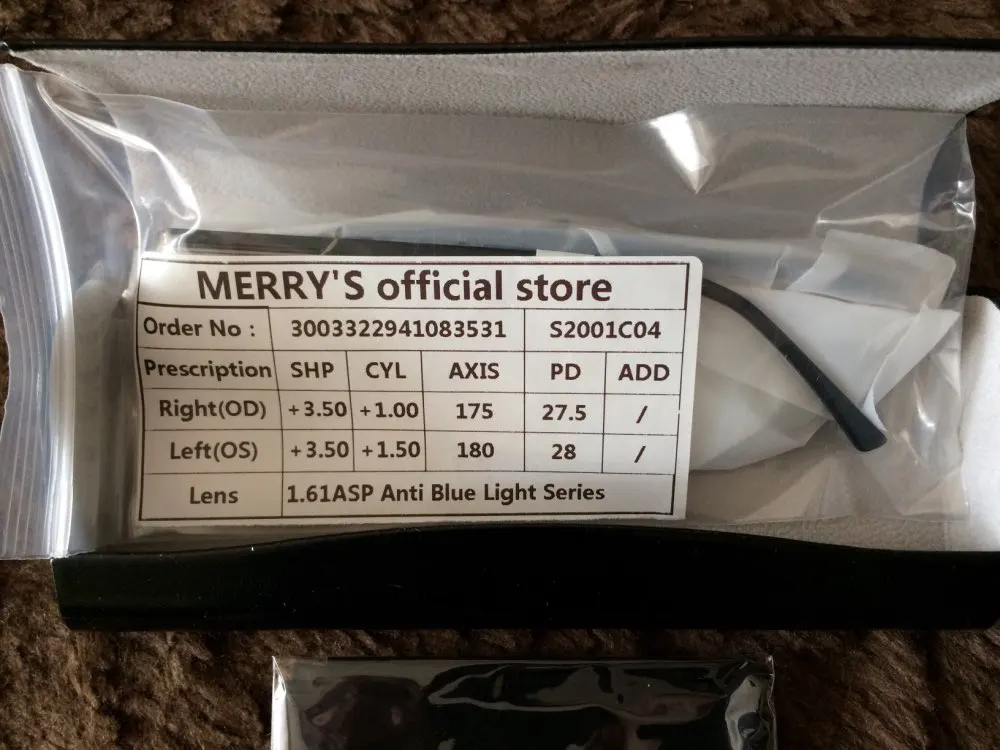 MERRY'S official store
Order No : 3003322941083531 S2001C04
Prescription SHP CYL AXIS PD ADD
Right(OD) +3.50 +1.00 175 27.5 /
Left(OS) +3.50 +1.50 180 28 /
Lens 1.61ASP Anti Blue Light Series